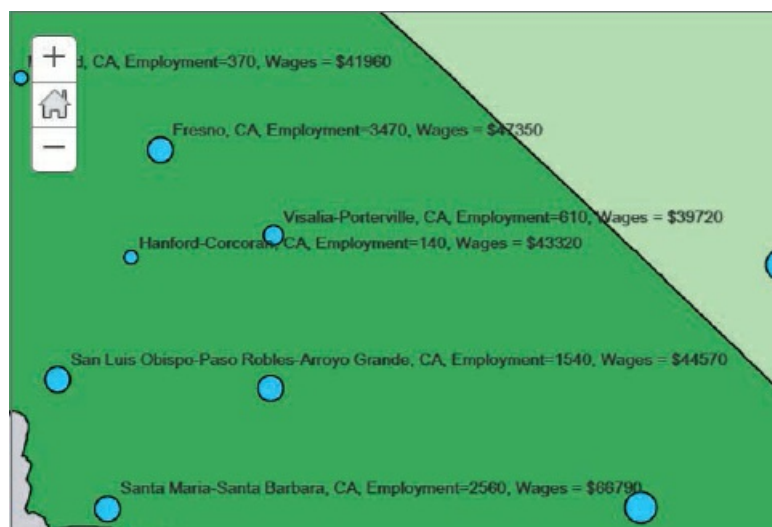 +
CA, Employment=370, Wages = $41960
Fresno, CA, Employment=3470, Wages = $47350
Visalia-Porterville, CA, Employment=610, Wages = $39720
Hanford-Corcoran, CA, Employment=140, Wages = $43320
San Luis Obispo-Paso Robles-Arroyo Grande, CA, Employment=1540, Wages = $44570
Santa Maria-Santa Barbara, CA, Employment=2560, Wages = $66790